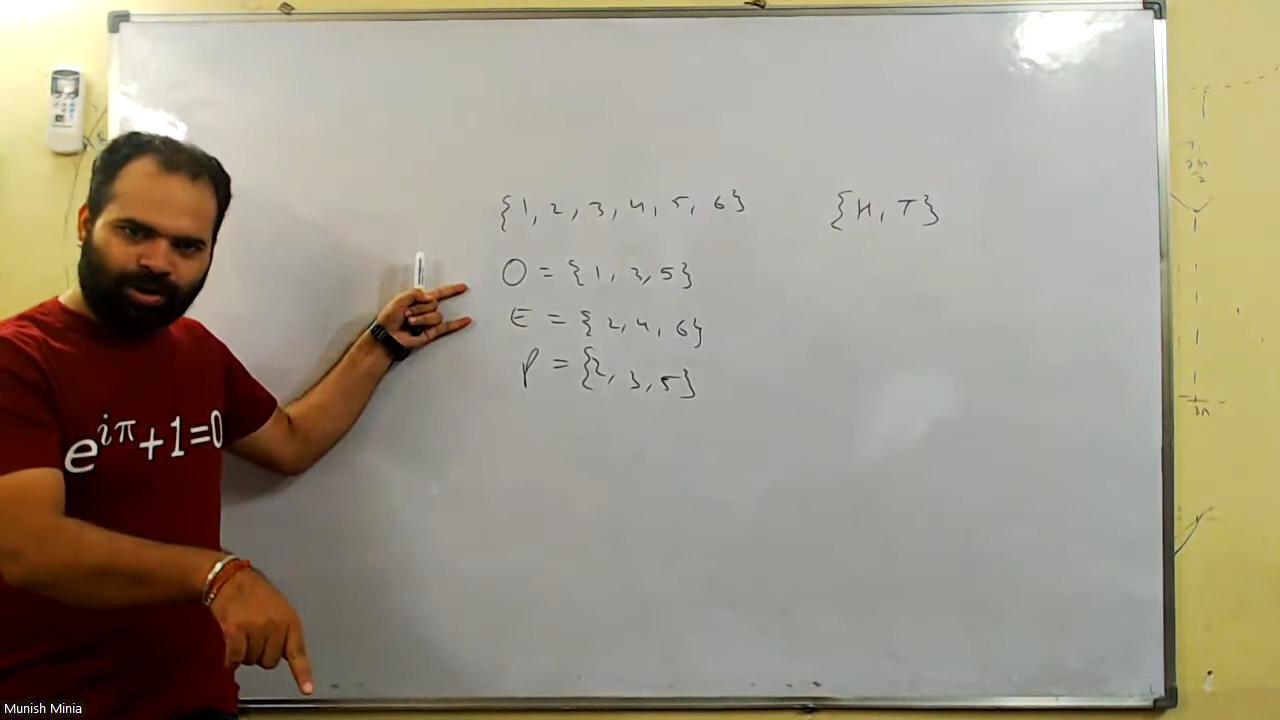 {1, 2, 3, 4, 5, 6} {H, T}
O = {1, 3, 5}
E = {2, 4, 6}
P = {2, 3, 5}
e^{iπ}+1=0
Munish Minia